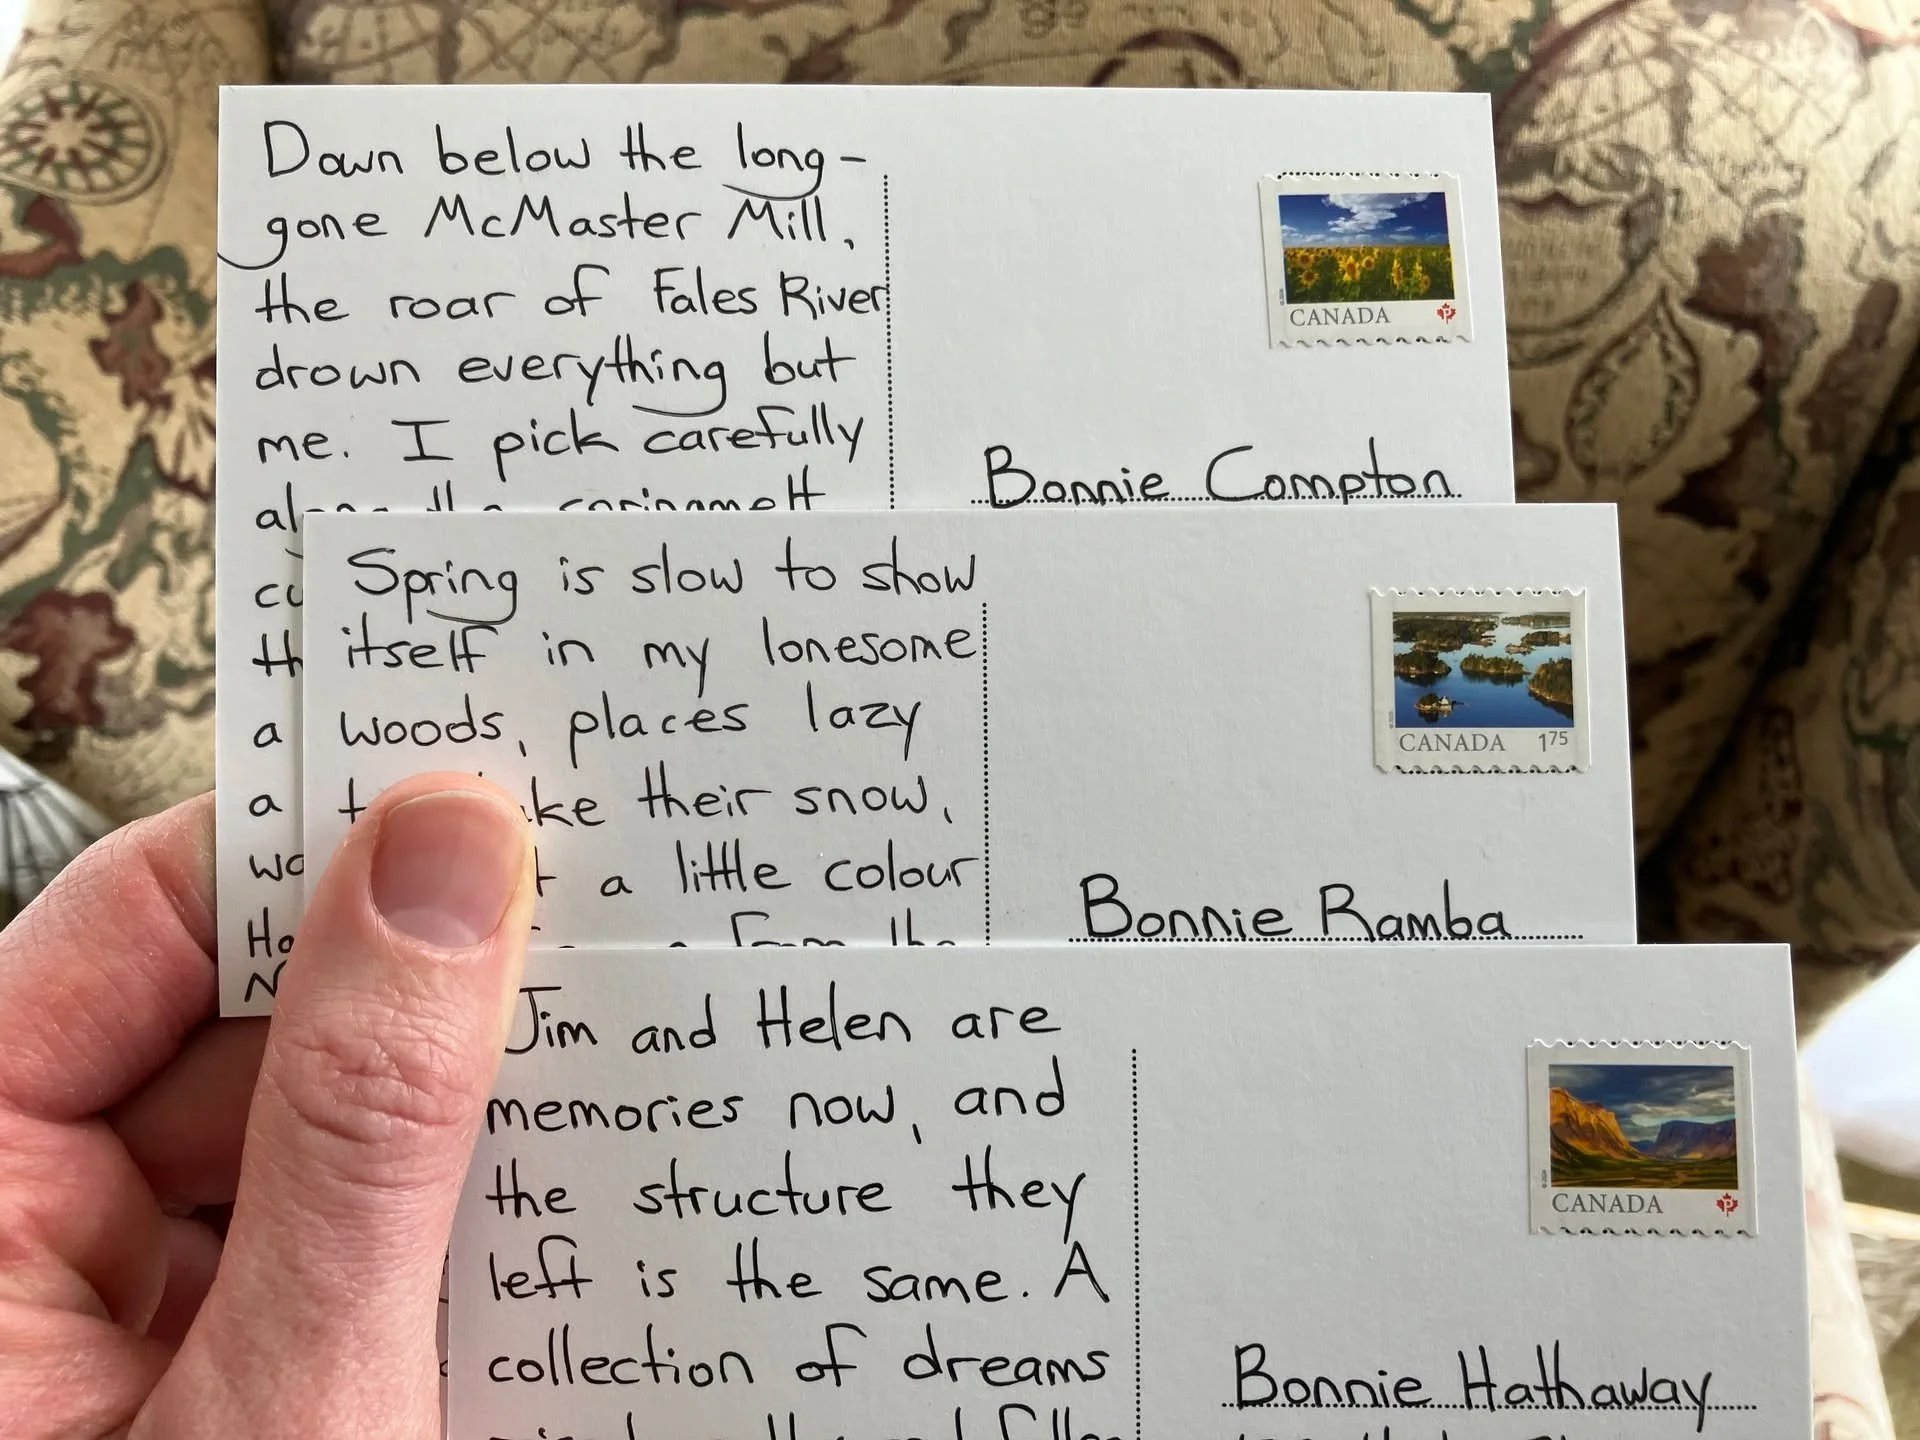 Down below the long-
gone McMaster Mill,
the roar of Fales River
drown everything but
me. I pick carefully
CANADA
P
Bonnie Compton
a
a
Spring is slow to show
itself in my lonesome
woods, places lazy
their snow,
a little colour
from the
CANADA 1.75
Bonnie Ramba
Jim and Helen are
memories now, and
the structure they
left is the same. A
collection of dreams
CANADA
P
Bonnie Hathaway